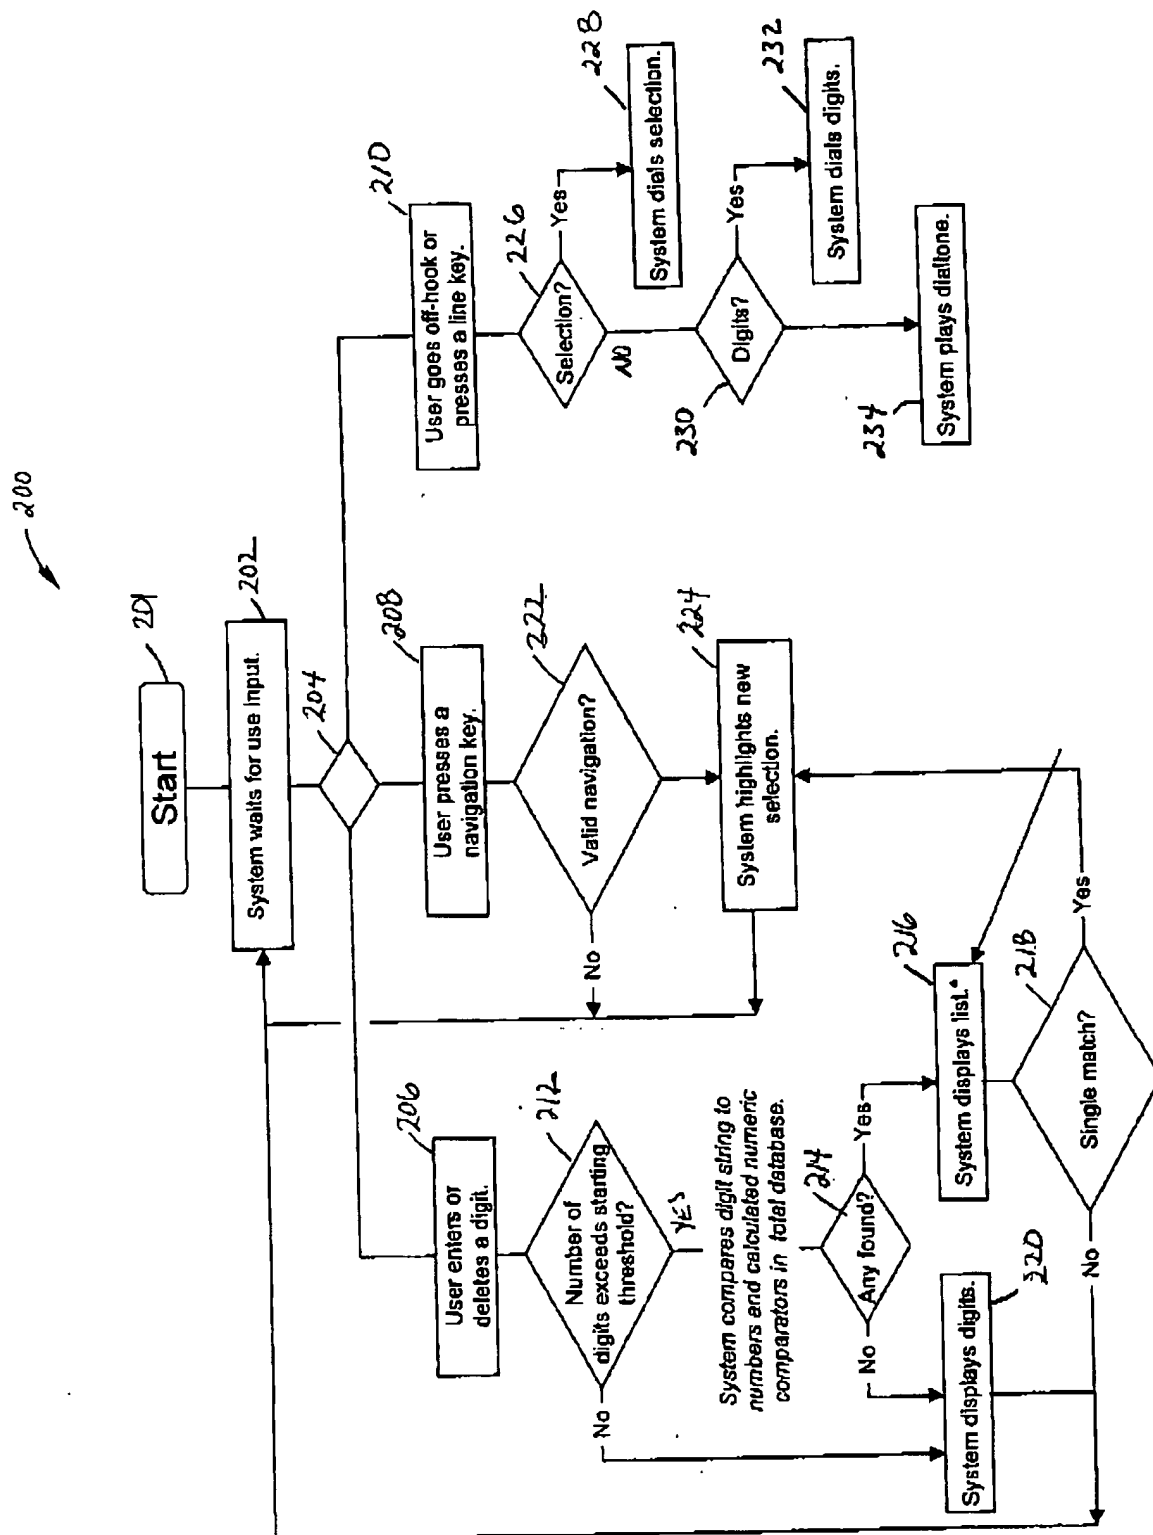 200
Start
201
System waits for use input.
202
204
User enters or
deletes a digit.
206
User presses a
navigation key.
208
User goes off-hook or
presses a line key.
210
Number of
digits exceeds starting
threshold?
212
No
YES
Valid navigation?
222
No
Selection?
226
Yes
NO
System dials selection.
228
System compares digit string to
numbers and calculated numeric
comparators in total database.
Any found?
214
No
Yes
System highlights new
selection.
224
Digits?
230
Yes
System dials digits.
232
System displays digits.
220
System displays list.*
216
System plays dialtone.
234
Single match?
218
No
Yes